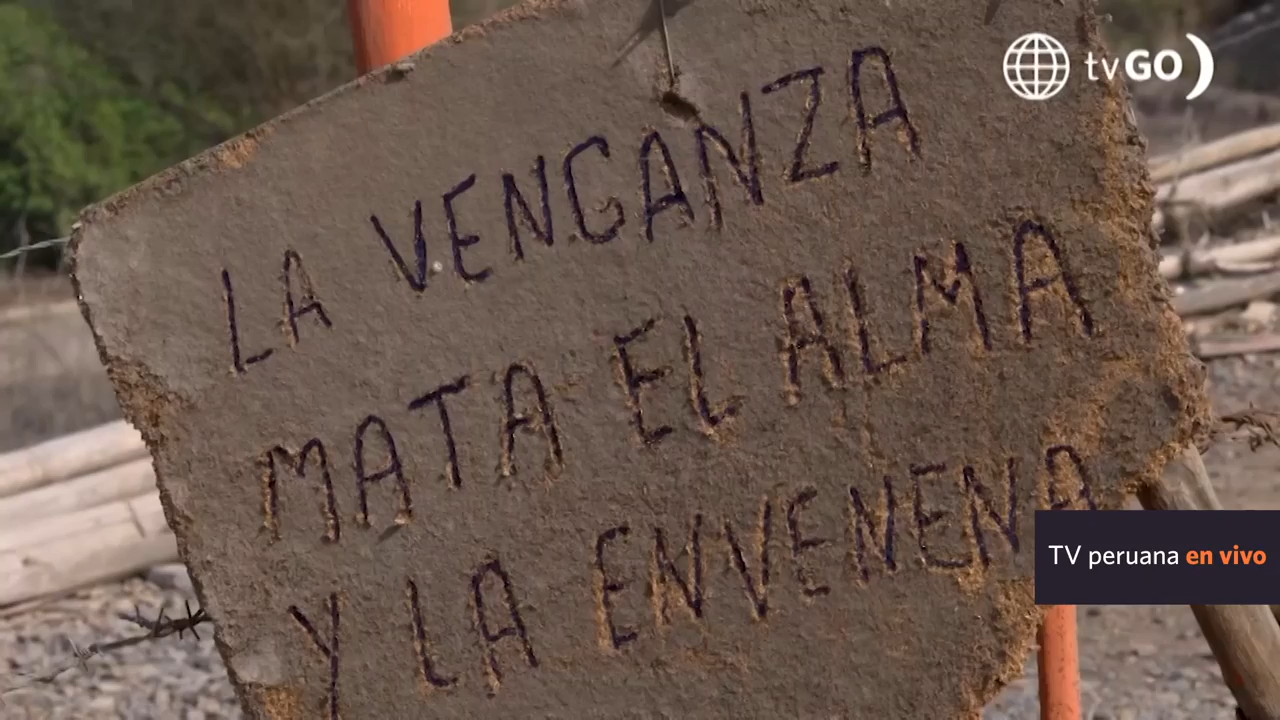 tvGO
LA VENGANZA
MATA EL ALMA
Y LA ENVENENA
TV peruana en vivo